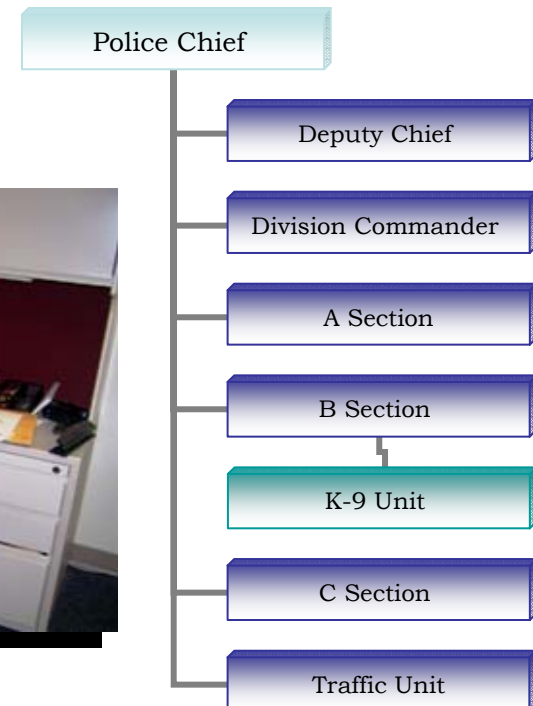 Police Chief
Deputy Chief
Division Commander
A Section
B Section
K-9 Unit
C Section
Traffic Unit